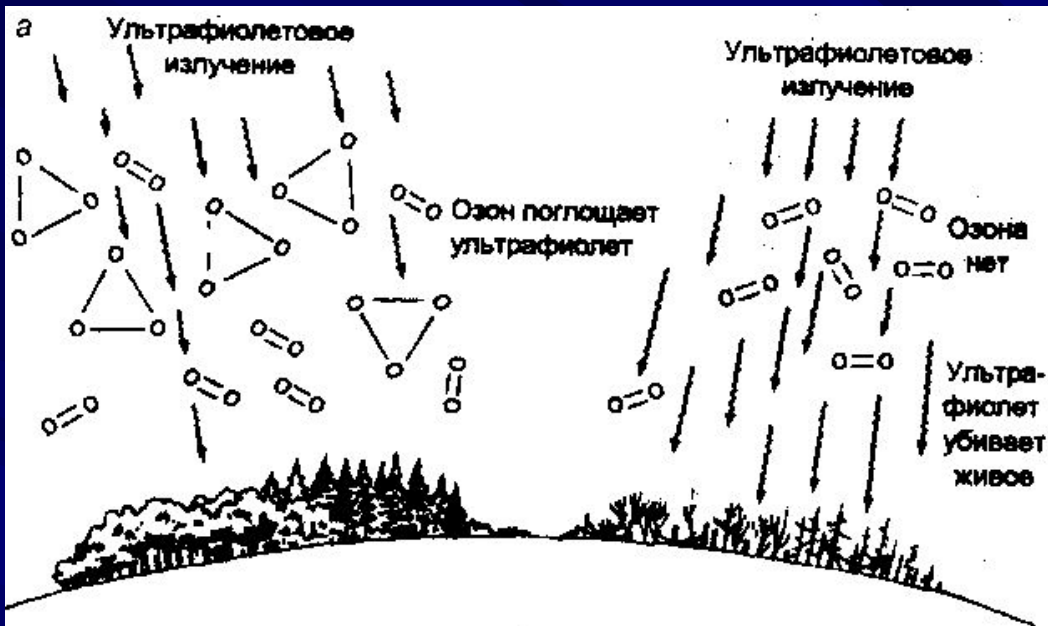 а
Ультрафиолетовое
излучение
Озон поглощает
ультрафиолет
Ультрафиолетовое
излучение
Озона
нет
Ультра-
фиолет
убивает
живое
O O O
O=O
O O O
O O O
O=O
O O O
O O O
O=O
O=O
O=O
O=O
O=O
O=O
O=O
O=O
O=O
O=O
O=O
O=O